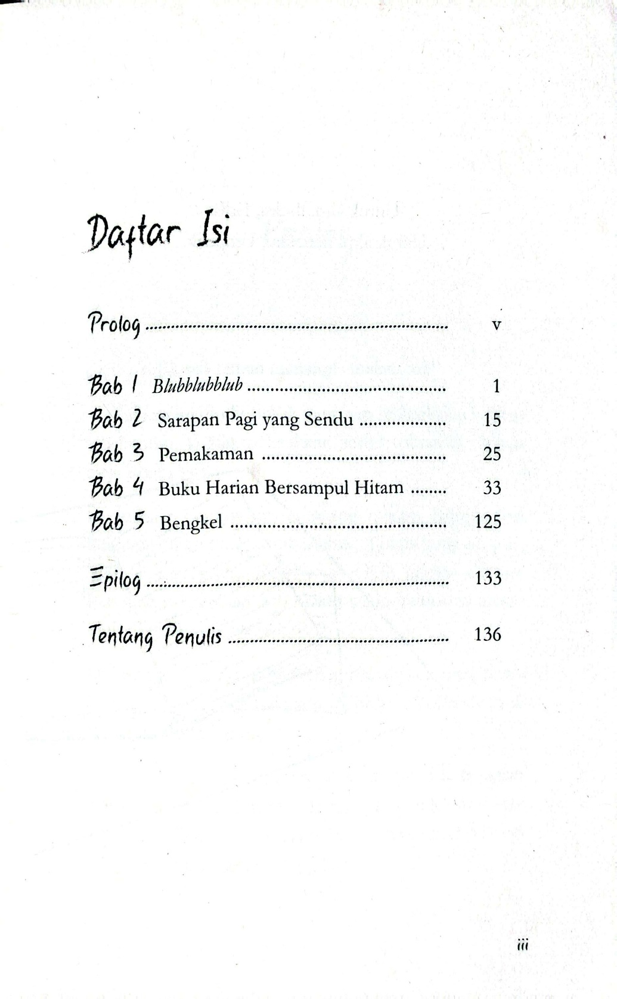 Daftar Isi
Prolog ........................................................................ v
Bab 1 Blubblubblub ............................................... 1
Bab 2 Sarapan Pagi yang Sendu ................... 15
Bab 3 Pemakaman ........................................... 25
Bab 4 Buku Harian Bersampul Hitam ........ 33
Bab 5 Bengkel .................................................. 125
Epilog ...................................................................... 133
Tentang Penulis .................................................... 136
iii